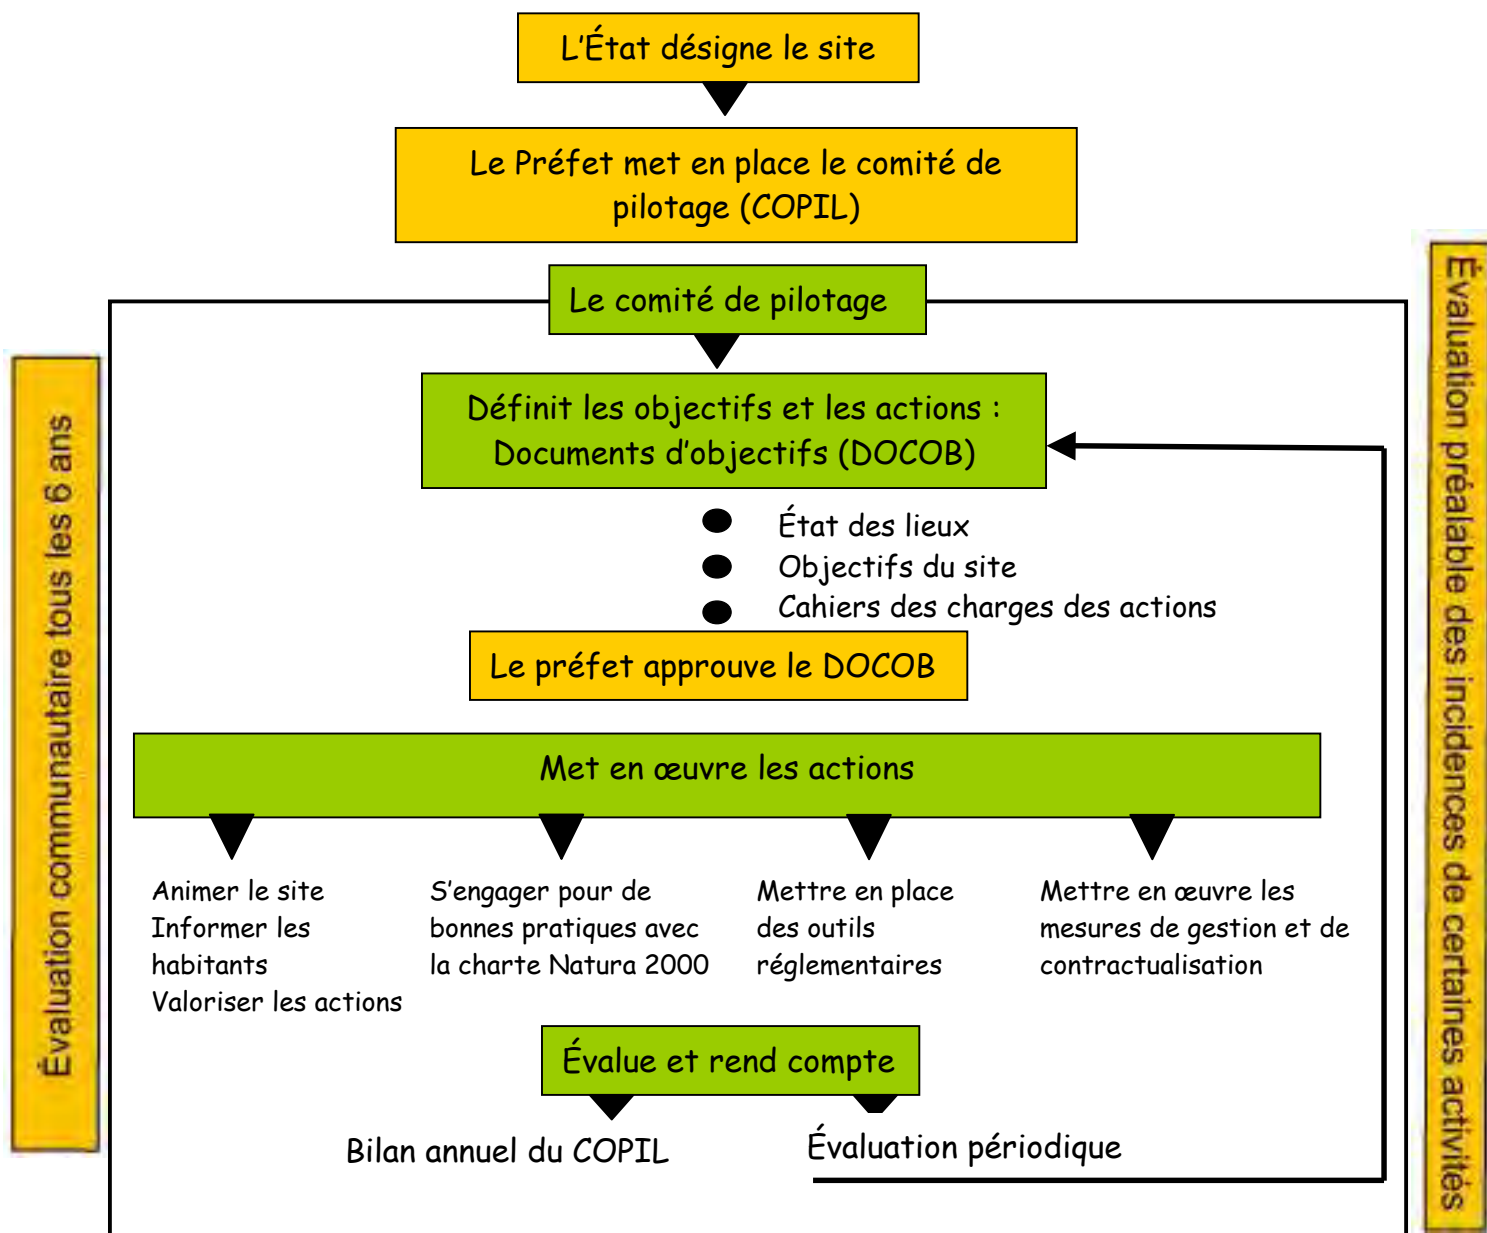 L'État désigne le site
Le Préfet met en place le comité de
pilotage (COPIL)
Le comité de pilotage
Définit les objectifs et les actions :
Documents d'objectifs (DOCOB)
État des lieux
Objectifs du site
Cahiers des charges des actions
Le préfet approuve le DOCOB
Met en œuvre les actions
Animer le site
Informer les
habitants
Valoriser les actions
S'engager pour de
bonnes pratiques avec
la charte Natura 2000
Mettre en place
des outils
réglementaires
Mettre en œuvre les
mesures de gestion et de
contractualisation
Évalue et rend compte
Bilan annuel du COPIL
Évaluation périodique
Évaluation communautaire tous les 6 ans
Évaluation préalable des incidences de certaines activités